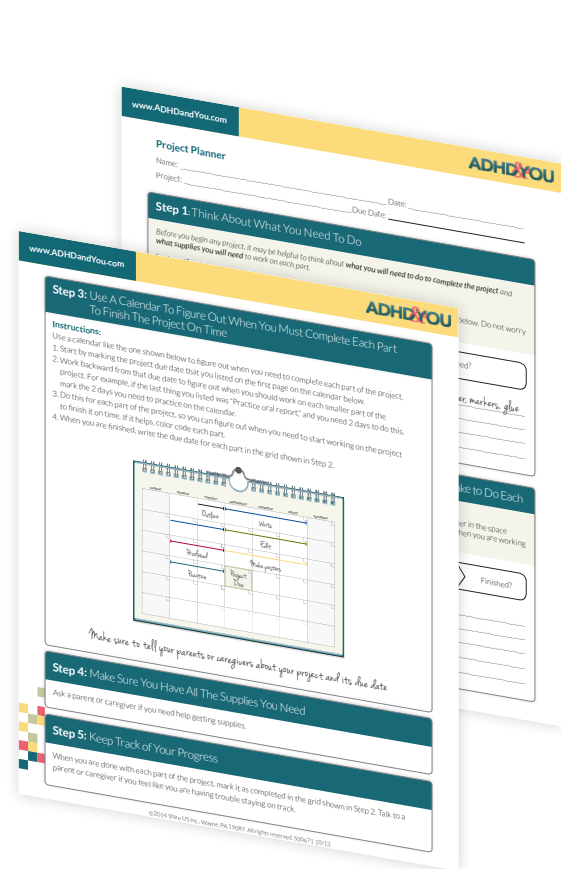 www.ADHDandYou.com
ADHD&YOU
Project Planner
Name:
Date:
Project:
Due Date:
Step 1: Think About What You Need To Do
Before you begin any project, it may be helpful to think about what you will need to do to complete the project and
what supplies you will need to work on each part.
below. Do not worry
er, markers, glue
ke to Do Each
er in the space
hen you are working
Finished?
www.ADHDandYou.com
ADHD&YOU
Step 3: Use A Calendar To Figure Out When You Must Complete Each Part
To Finish The Project On Time
Instructions:
Use a calendar like the one shown below to figure out when you need to complete each part of the project.
1. Start by marking the project due date that you listed on the first page on the calendar below.
2. Work backward from that due date to figure out when you should work on each smaller part of the
project. For example, if the last thing you listed was "Practice oral report," and you need 2 days to do this,
mark the 2 days you need to practice on the calendar.
3. Do this for each part of the project, so you can figure out when you need to start working on the project
to finish it on time. If it helps, color code each part.
4. When you are finished, write the due date for each part in the grid shown in Step 2.
Outline
Write
Edit
Proofread
Make posters
Practice
Project
Due
Make sure to tell your parents or caregivers about your project and its due date
Step 4: Make Sure You Have All The Supplies You Need
Ask a parent or caregiver if you need help getting supplies.
Step 5: Keep Track of Your Progress
When you are done with each part of the project, mark it as completed in the grid shown in Step 2. Talk to a
parent or caregiver if you feel like you are having trouble staying on track.
©2014 Shire US Inc., Wayne, PA 19087. All rights reserved. S00671 10/13